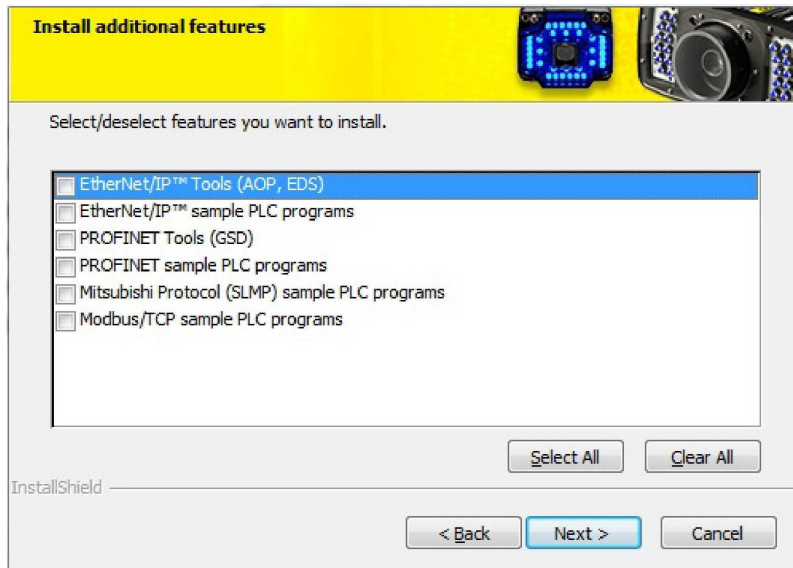 Install additional features
Select/deselect features you want to install.
EtherNet/IP™ Tools (AOP, EDS)
EtherNet/IP™ sample PLC programs
PROFINET Tools (GSD)
PROFINET sample PLC programs
Mitsubishi Protocol (SLMP) sample PLC programs
Modbus/TCP sample PLC programs
Select All Clear All
InstallShield
< Back Next > Cancel